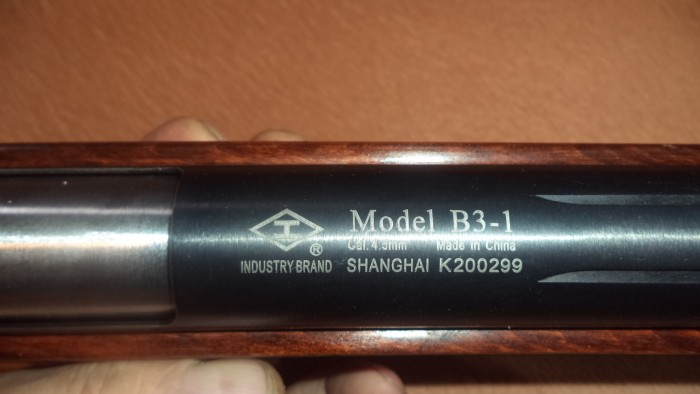 Model B3-1
Cal. 4.5mm Made in China
INDUSTRY·BRAND SHANGHAI K200299
®